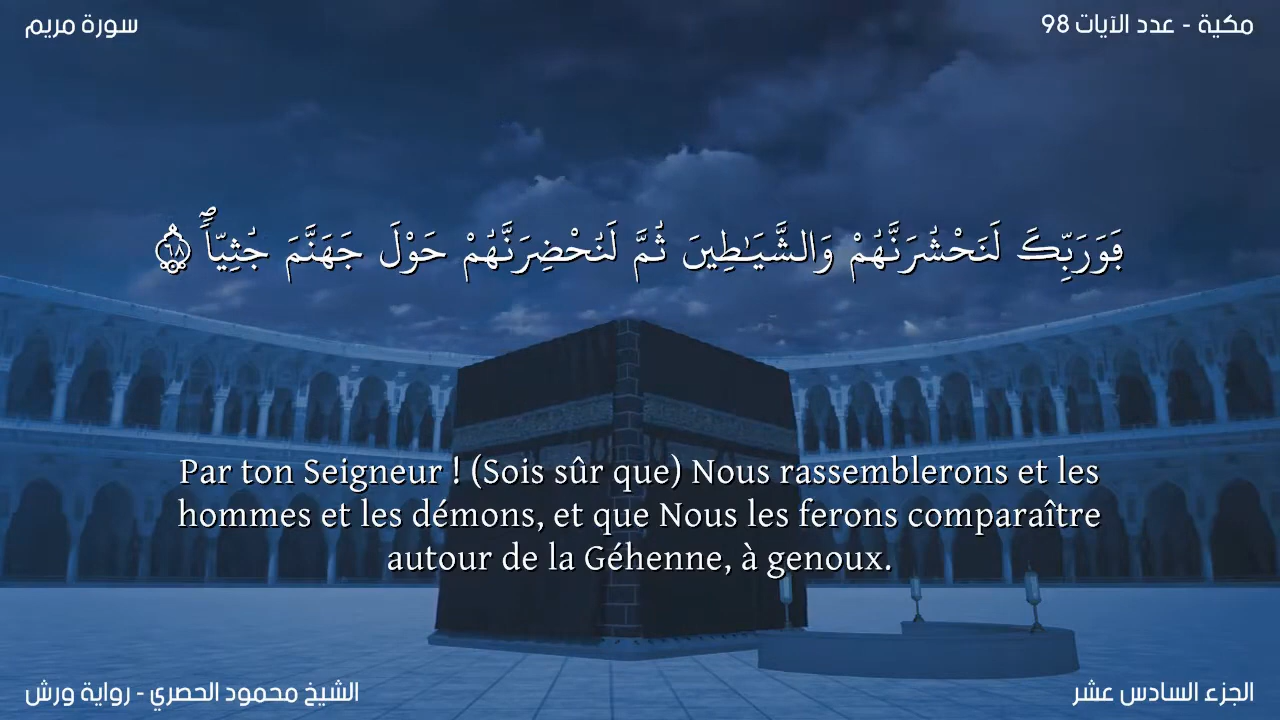 سورة مريم
مكية - عدد الآيات 98
فَوَرَبِّكَ لَنَحْشُرَنَّهُمْ وَالشَّيَٰطِينَ ثُمَّ لَنُحْضِرَنَّهُمْ حَوْلَ جَهَنَّمَ جُثِيّاٗۖ ۝٦٨
Par ton Seigneur ! (Sois sûr que) Nous rassemblerons et les
hommes et les démons, et que Nous les ferons comparaître
autour de la Géhenne, à genoux.
الشيخ محمود الحصري - رواية ورش
الجزء السادس عشر